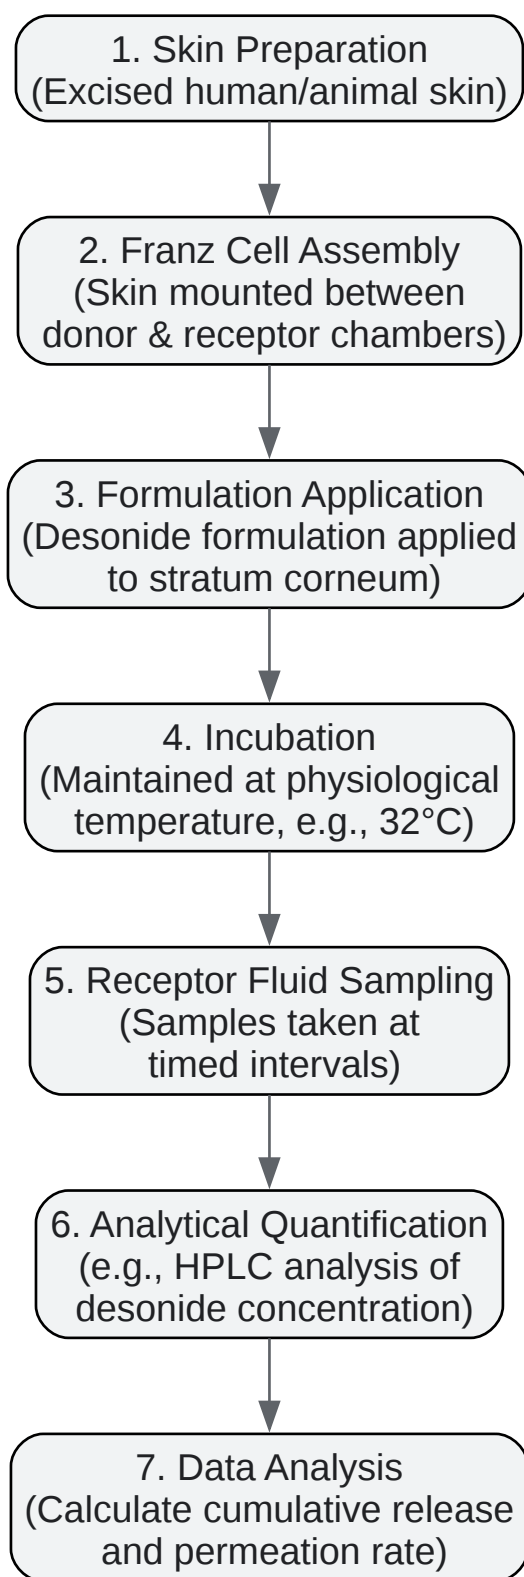 1. Skin Preparation
(Excised human/animal skin)
2. Franz Cell Assembly
(Skin mounted between
donor & receptor chambers)
3. Formulation Application
(Desonide formulation applied
to stratum corneum)
4. Incubation
(Maintained at physiological
temperature, e.g., 32°C)
5. Receptor Fluid Sampling
(Samples taken at
timed intervals)
6. Analytical Quantification
(e.g., HPLC analysis of
desonide concentration)
7. Data Analysis
(Calculate cumulative release
and permeation rate)